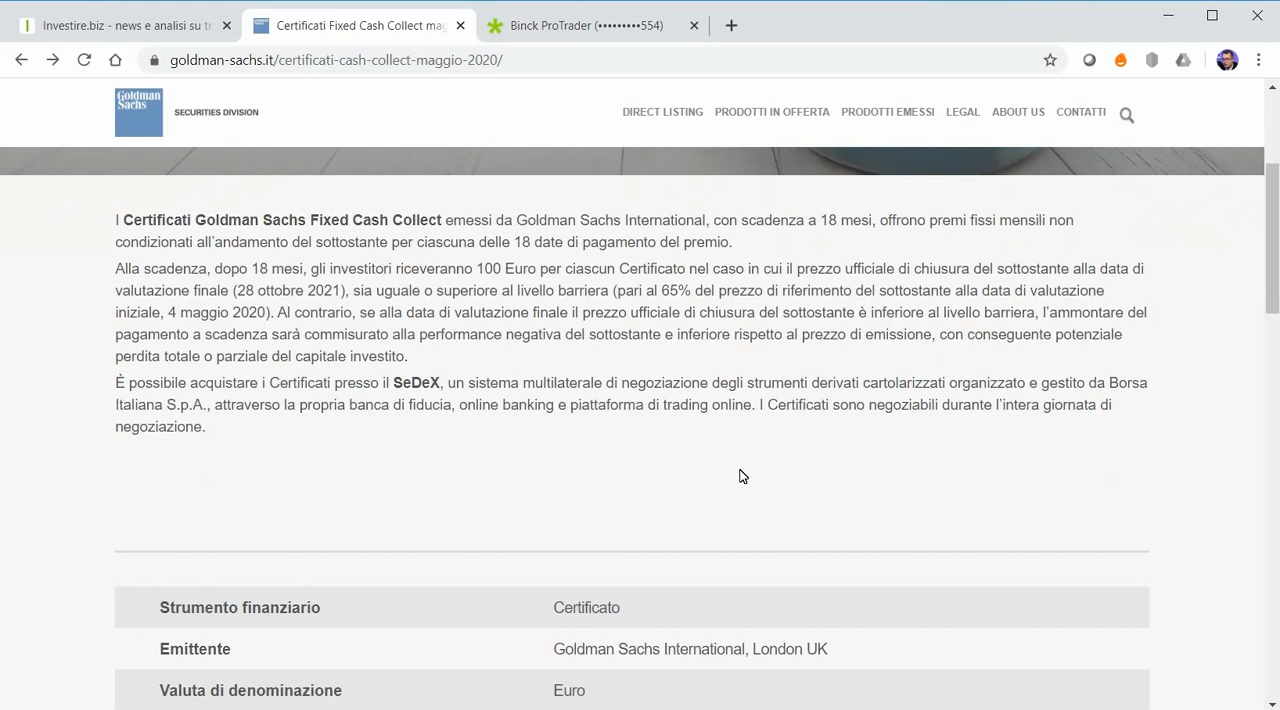 Investire.biz - news e analisi su tr
Certificati Fixed Cash Collect mag
Binck ProTrader (•••••••••554)
goldman-sachs.it/certificati-cash-collect-maggio-2020/
Goldman
Sachs
SECURITIES DIVISION
DIRECT LISTING
PRODOTTI IN OFFERTA
PRODOTTI EMESSI
LEGAL
ABOUT US
CONTATTI
I Certificati Goldman Sachs Fixed Cash Collect emessi da Goldman Sachs International, con scadenza a 18 mesi, offrono premi fissi mensili non
condizionati all’andamento del sottostante per ciascuna delle 18 date di pagamento del premio.
Alla scadenza, dopo 18 mesi, gli investitori riceveranno 100 Euro per ciascun Certificato nel caso in cui il prezzo ufficiale di chiusura del sottostante alla data di
valutazione finale (28 ottobre 2021), sia uguale o superiore al livello barriera (pari al 65% del prezzo di riferimento del sottostante alla data di valutazione
iniziale, 4 maggio 2020). Al contrario, se alla data di valutazione finale il prezzo ufficiale di chiusura del sottostante è inferiore al livello barriera, l’ammontare del
pagamento a scadenza sarà commisurato alla performance negativa del sottostante e inferiore rispetto al prezzo di emissione, con conseguente potenziale
perdita totale o parziale del capitale investito.
È possibile acquistare i Certificati presso il SeDeX, un sistema multilaterale di negoziazione degli strumenti derivati cartolarizzati organizzato e gestito da Borsa
Italiana S.p.A., attraverso la propria banca di fiducia, online banking e piattaforma di trading online. I Certificati sono negoziabili durante l’intera giornata di
negoziazione.
Strumento finanziario
Certificato
Emittente
Goldman Sachs International, London UK
Valuta di denominazione
Euro